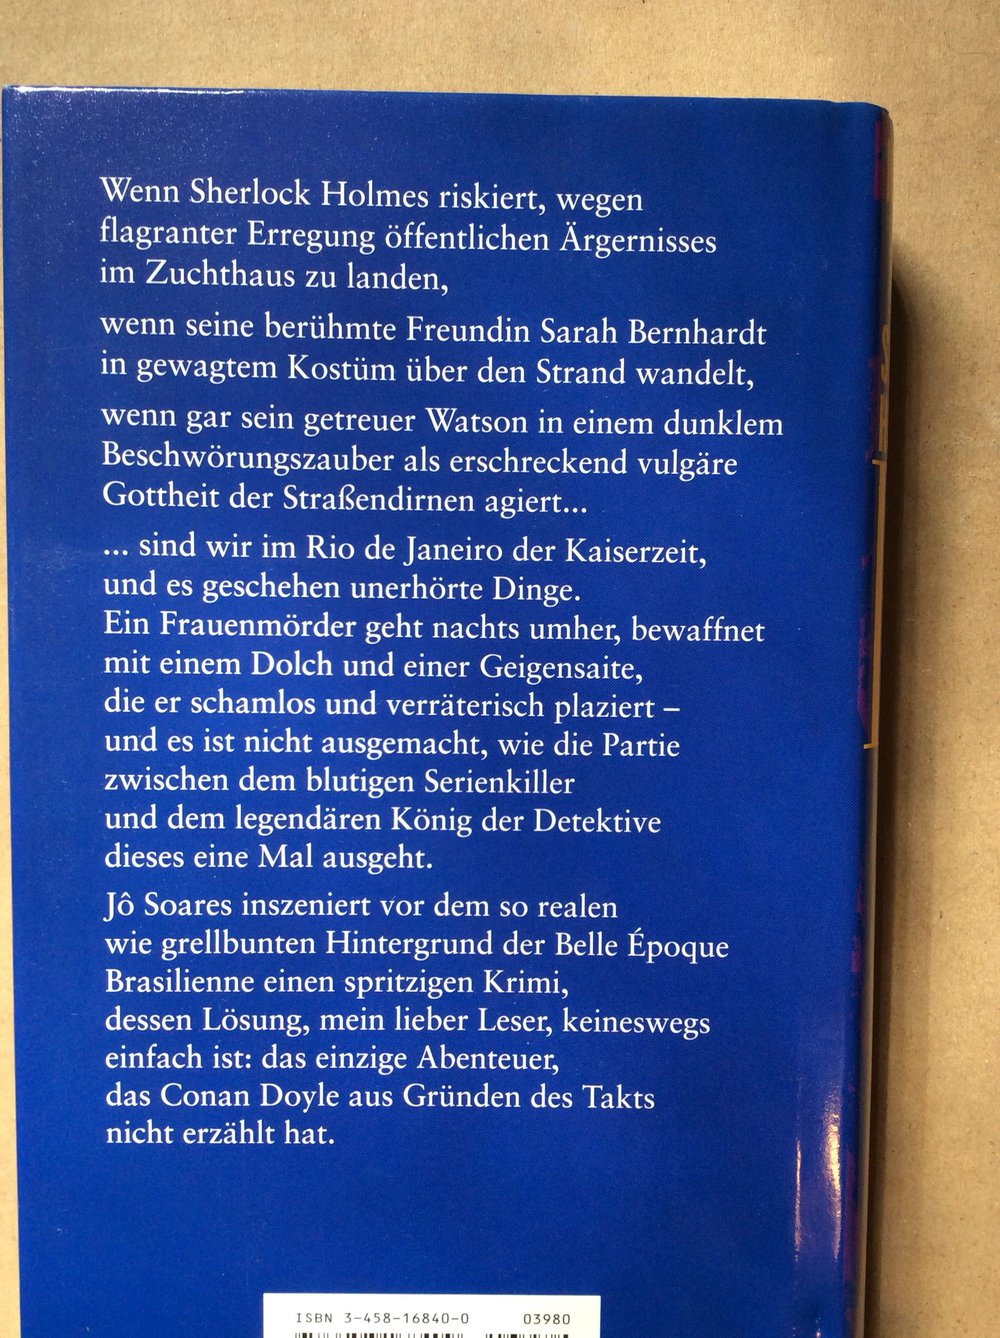 Wenn Sherlock Holmes riskiert, wegen
flagranter Erregung öffentlichen Ärgernisses
im Zuchthaus zu landen,
wenn seine berühmte Freundin Sarah Bernhardt
in gewagtem Kostüm über den Strand wandelt,
wenn gar sein getreuer Watson in einem dunklem
Beschwörungszauber als erschreckend vulgäre
Gottheit der Straßendirnen agiert...
... sind wir im Rio de Janeiro der Kaiserzeit,
und es geschehen unerhörte Dinge.
Ein Frauenmörder geht nachts umher, bewaffnet
mit einem Dolch und einer Geigensaite,
die er schamlos und verräterisch plaziert –
und es ist nicht ausgemacht, wie die Partie
zwischen dem blutigen Serienkiller
und dem legendären König der Detektive
dieses eine Mal ausgeht.
Jô Soares inszeniert vor dem so realen
wie grellbunten Hintergrund der Belle Époque
Brasilienne einen spritzigen Krimi,
dessen Lösung, mein lieber Leser, keineswegs
einfach ist: das einzige Abenteuer,
das Conan Doyle aus Gründen des Takts
nicht erzählt hat.
ISBN 3-458-16840-0 03980